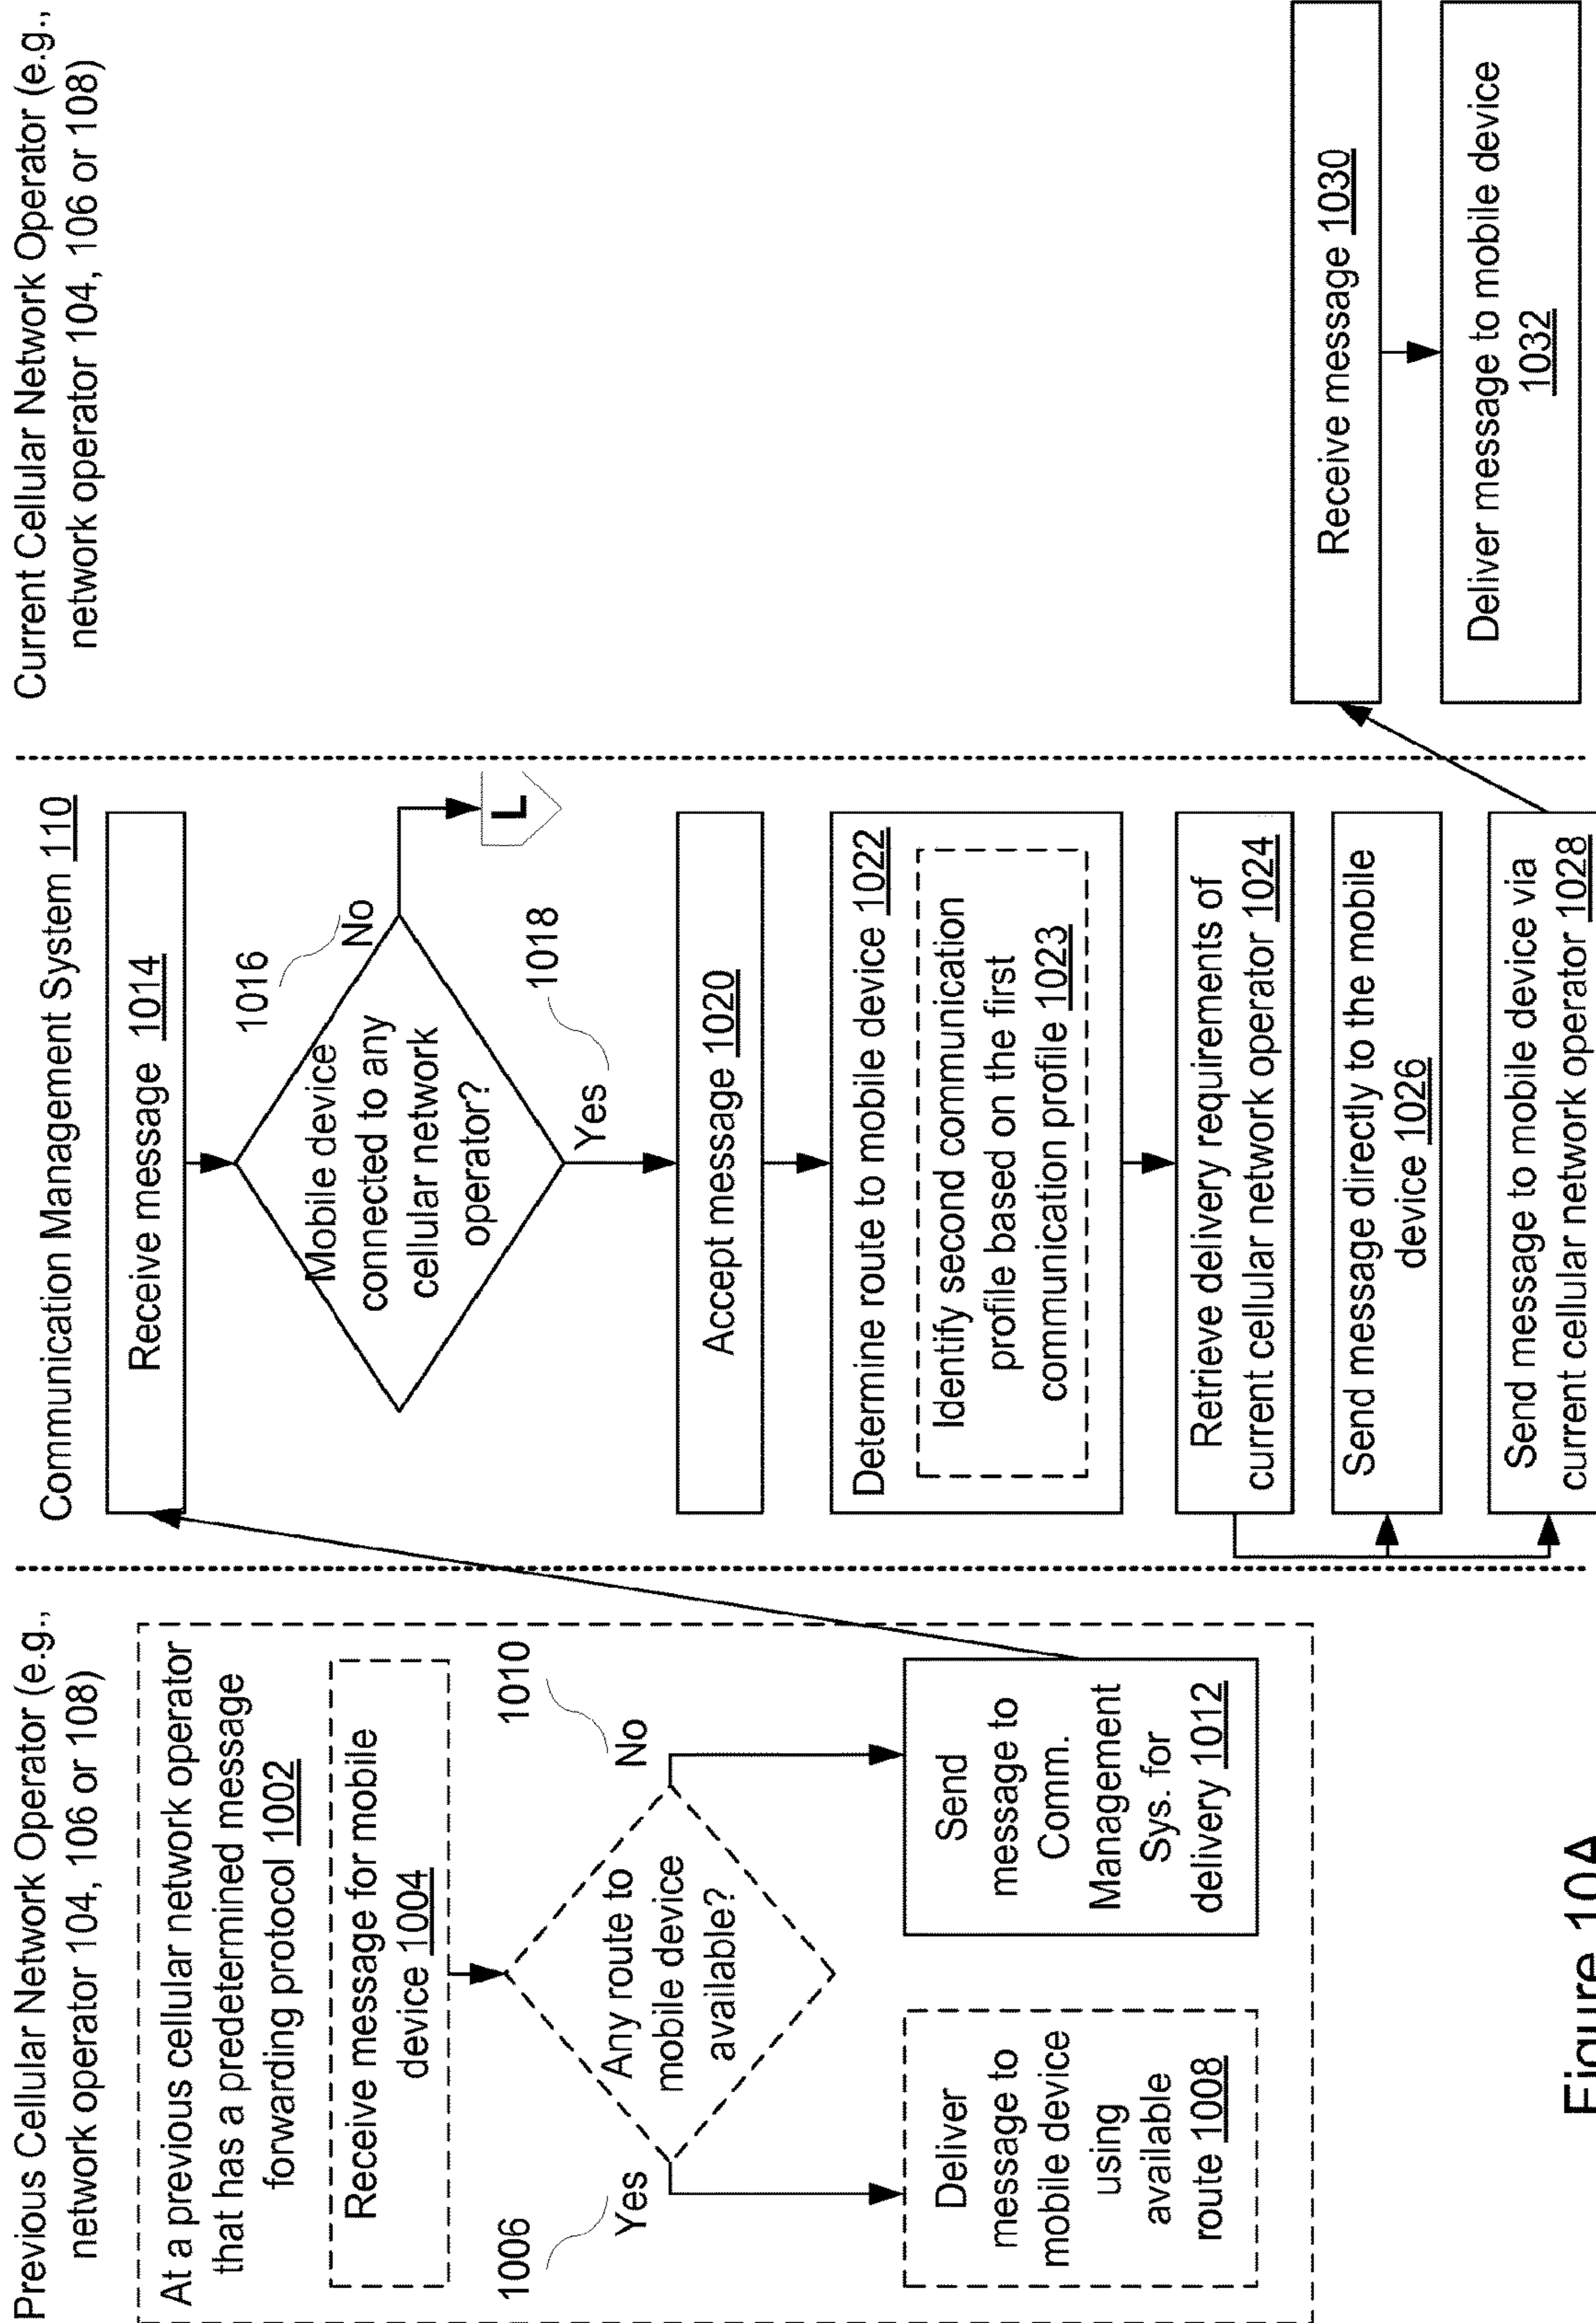 Previous Cellular Network Operator (e.g.,
network operator 104, 106 or 108)
At a previous cellular network operator
that has a predetermined message
forwarding protocol 1002
Receive message for mobile
device 1004
Any route to
mobile device
available?
1006
Yes
1010
No
Deliver
message to
mobile device
using
available
route 1008
Send
message to
Comm.
Management
Sys. for
delivery 1012
Communication Management System 110
Receive message 1014
Mobile device
connected to any
cellular network
operator?
1016
No
L
1018
Yes
Accept message 1020
Determine route to mobile device 1022
Identify second communication
profile based on the first
communication profile 1023
Retrieve delivery requirements of
current cellular network operator 1024
Send message directly to the mobile
device 1026
Send message to mobile device via
current cellular network operator 1028
Current Cellular Network Operator (e.g.,
network operator 104, 106 or 108)
Receive message 1030
Deliver message to mobile device
1032
Figure 10A